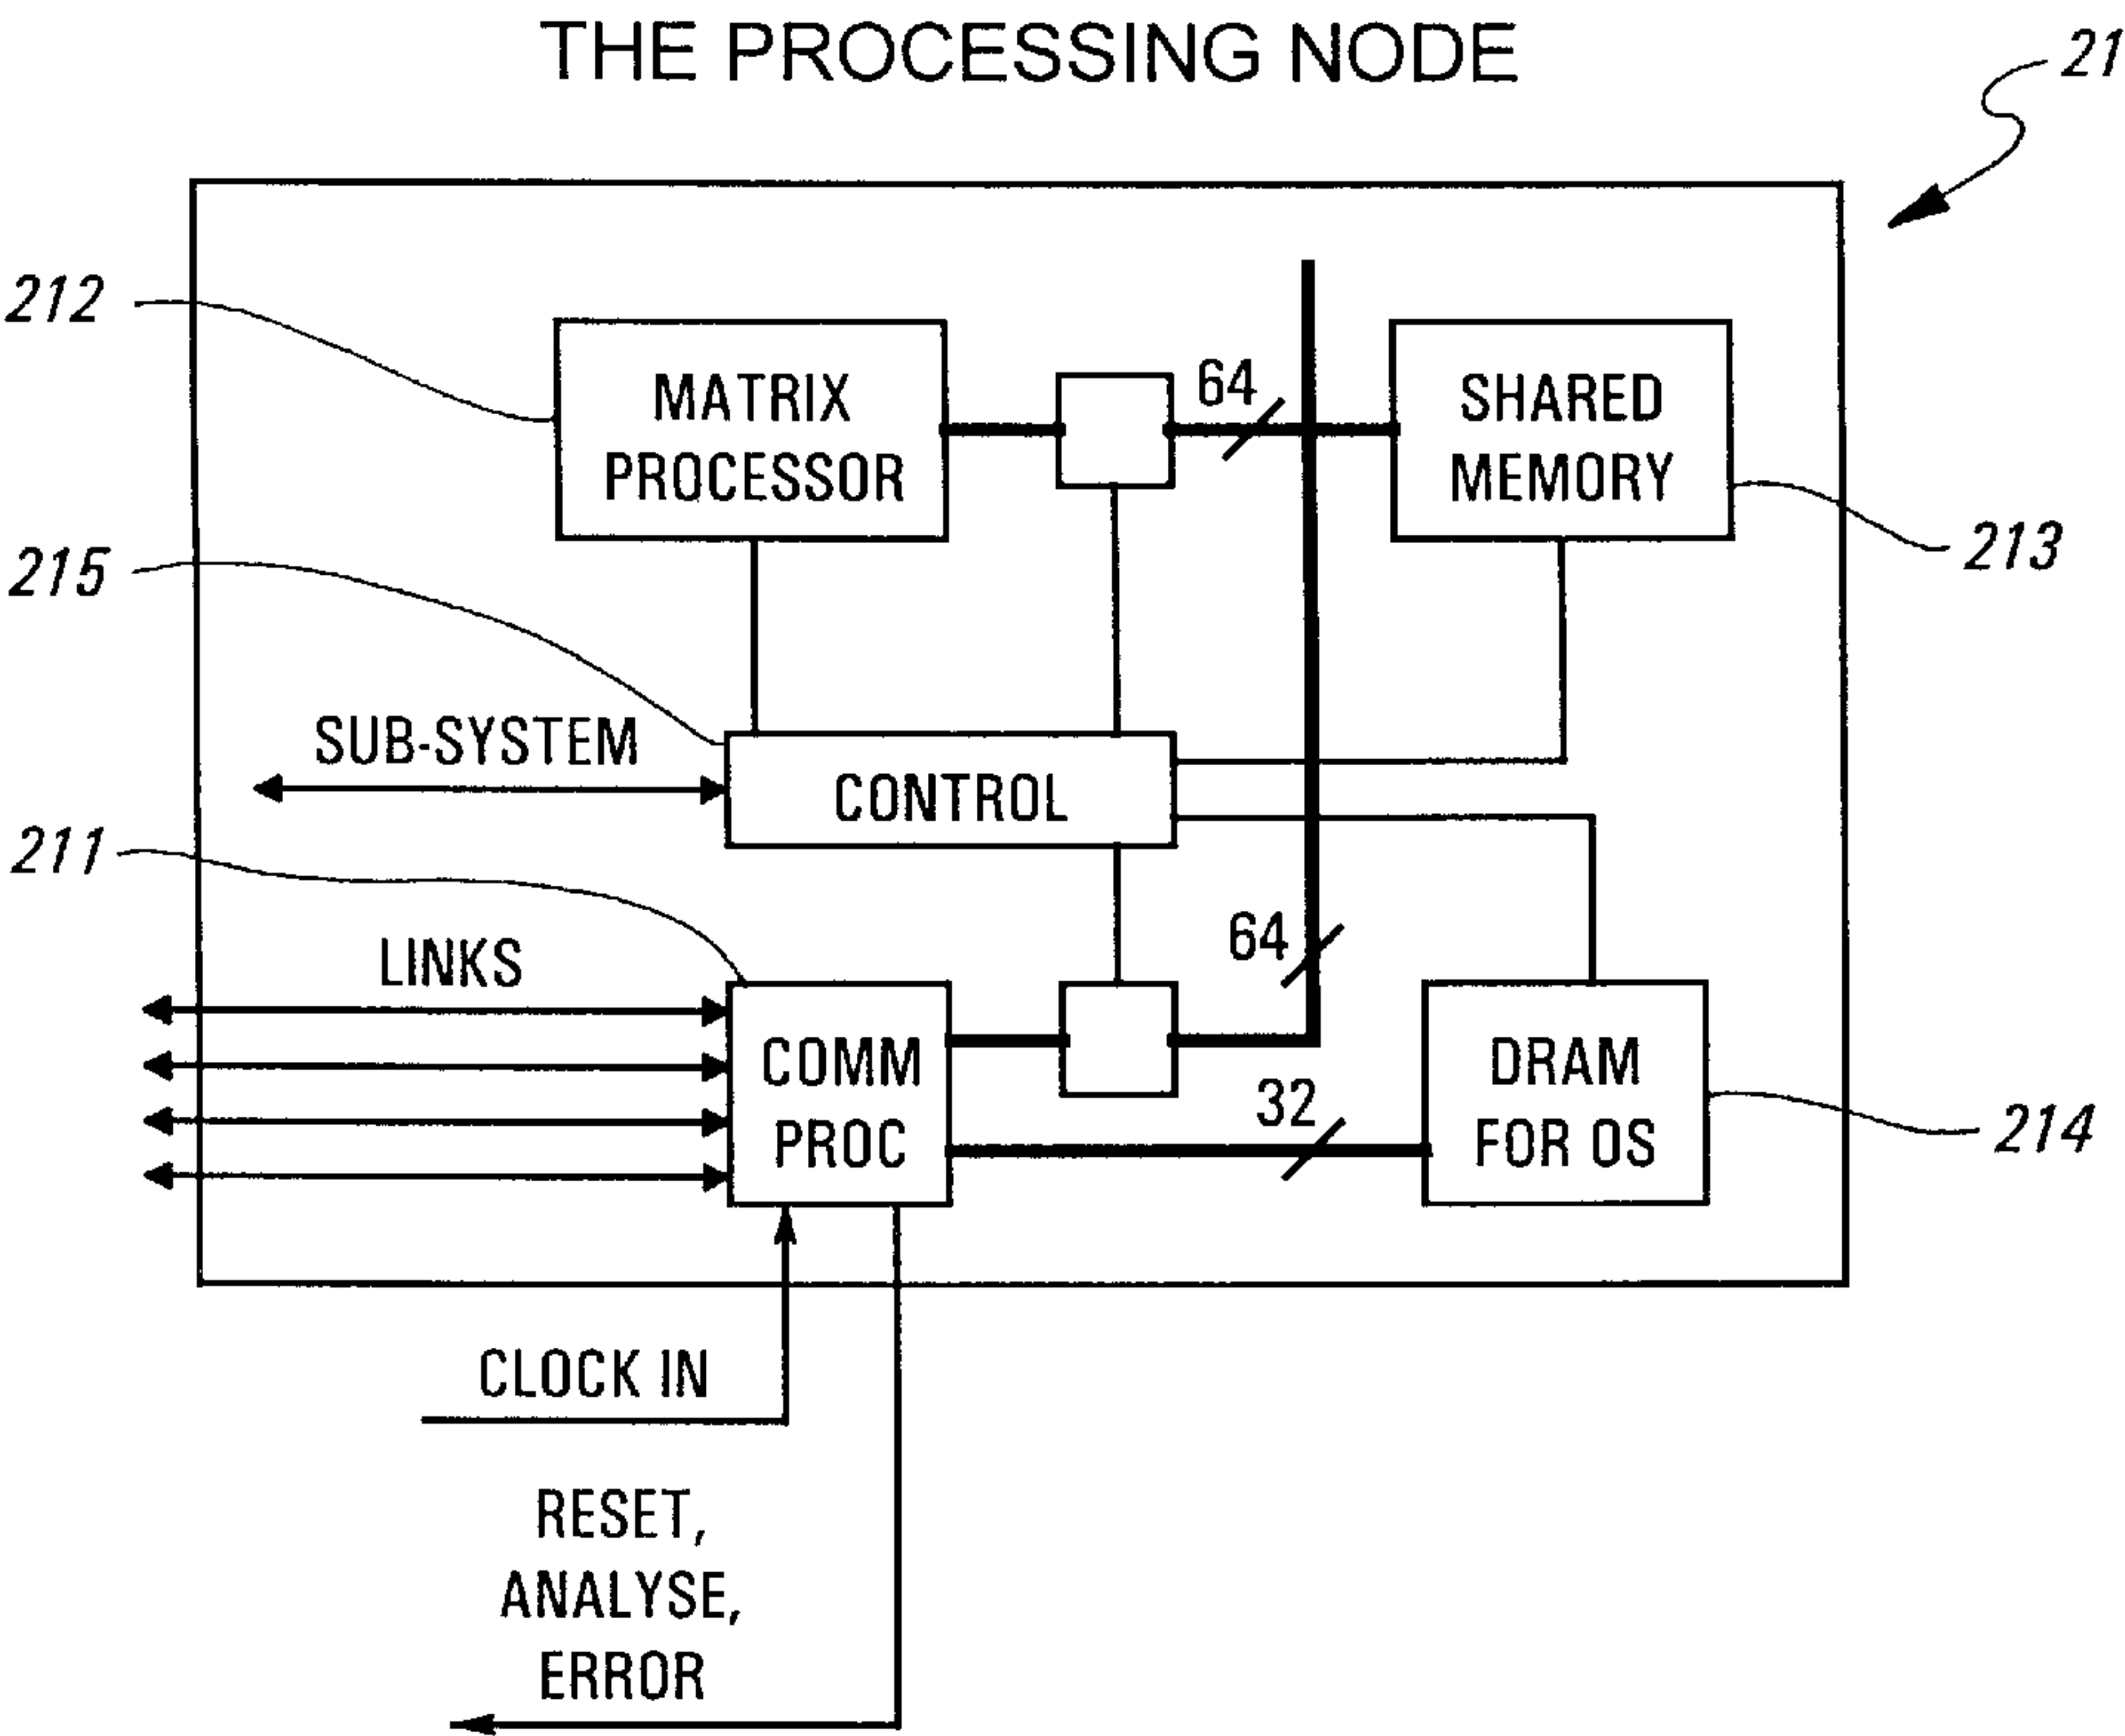 THE PROCESSING NODE
21
212
MATRIX
PROCESSOR
64
SHARED
MEMORY
213
215
SUB-SYSTEM
CONTROL
211
LINKS
64
COMM
PROC
32
DRAM
FOR OS
214
CLOCK IN
RESET,
ANALYSE,
ERROR